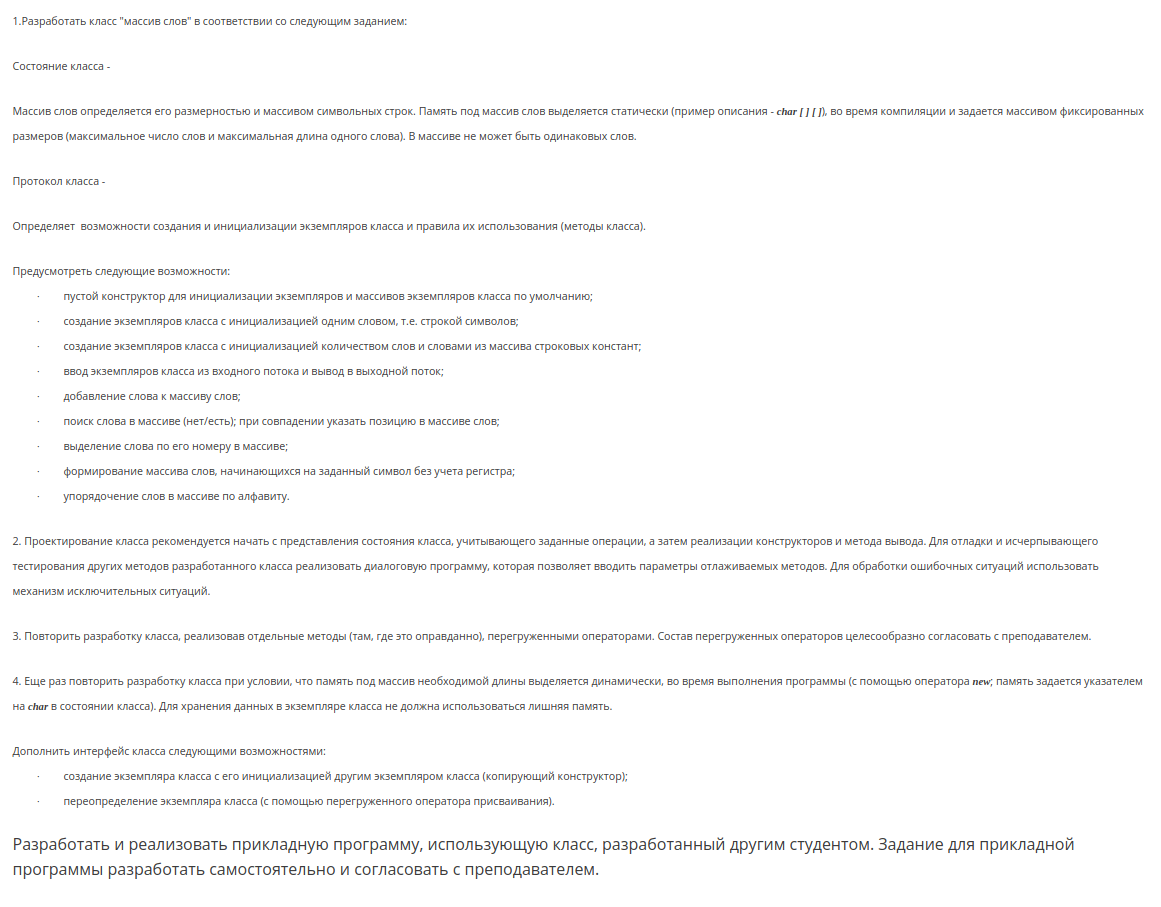 1.Разработать класс "массив слов" в соответствии со следующим заданием:
Состояние класса -
Массив слов определяется его размерностью и массивом символьных строк. Память под массив слов выделяется статически (пример описания - char [ ] [ ]), во время компиляции и задается массивом фиксированных
размеров (максимальное число слов и максимальная длина одного слова). В массиве не может быть одинаковых слов.
Протокол класса -
Определяет возможности создания и инициализации экземпляров класса и правила их использования (методы класса).
Предусмотреть следующие возможности:
· пустой конструктор для инициализации экземпляров и массивов экземпляров класса по умолчанию;
· создание экземпляров класса с инициализацией одним словом, т.е. строкой символов;
· создание экземпляров класса с инициализацией количеством слов и словами из массива строковых констант;
· ввод экземпляров класса из входного потока и вывод в выходной поток;
· добавление слова к массиву слов;
· поиск слова в массиве (нет/есть); при совпадении указать позицию в массиве слов;
· выделение слова по его номеру в массиве;
· формирование массива слов, начинающихся на заданный символ без учета регистра;
· упорядочение слов в массиве по алфавиту.
2. Проектирование класса рекомендуется начать с представления состояния класса, учитывающего заданные операции, а затем реализации конструкторов и метода вывода. Для отладки и исчерпывающего
тестирования других методов разработанного класса реализовать диалоговую программу, которая позволяет вводить параметры отлаживаемых методов. Для обработки ошибочных ситуаций использовать
механизм исключительных ситуаций.
3. Повторить разработку класса, реализовав отдельные методы (там, где это оправданно), перегруженными операторами. Состав перегруженных операторов целесообразно согласовать с преподавателем.
4. Еще раз повторить разработку класса при условии, что память под массив необходимой длины выделяется динамически, во время выполнения программы (с помощью оператора new; память задается указателем
на char в состоянии класса). Для хранения данных в экземпляре класса не должна использоваться лишняя память.
Дополнить интерфейс класса следующими возможностями:
· создание экземпляра класса с его инициализацией другим экземпляром класса (копирующий конструктор);
· переопределение экземпляра класса (с помощью перегруженного оператора присваивания).
Разработать и реализовать прикладную программу, использующую класс, разработанный другим студентом. Задание для прикладной
программы разработать самостоятельно и согласовать с преподавателем.